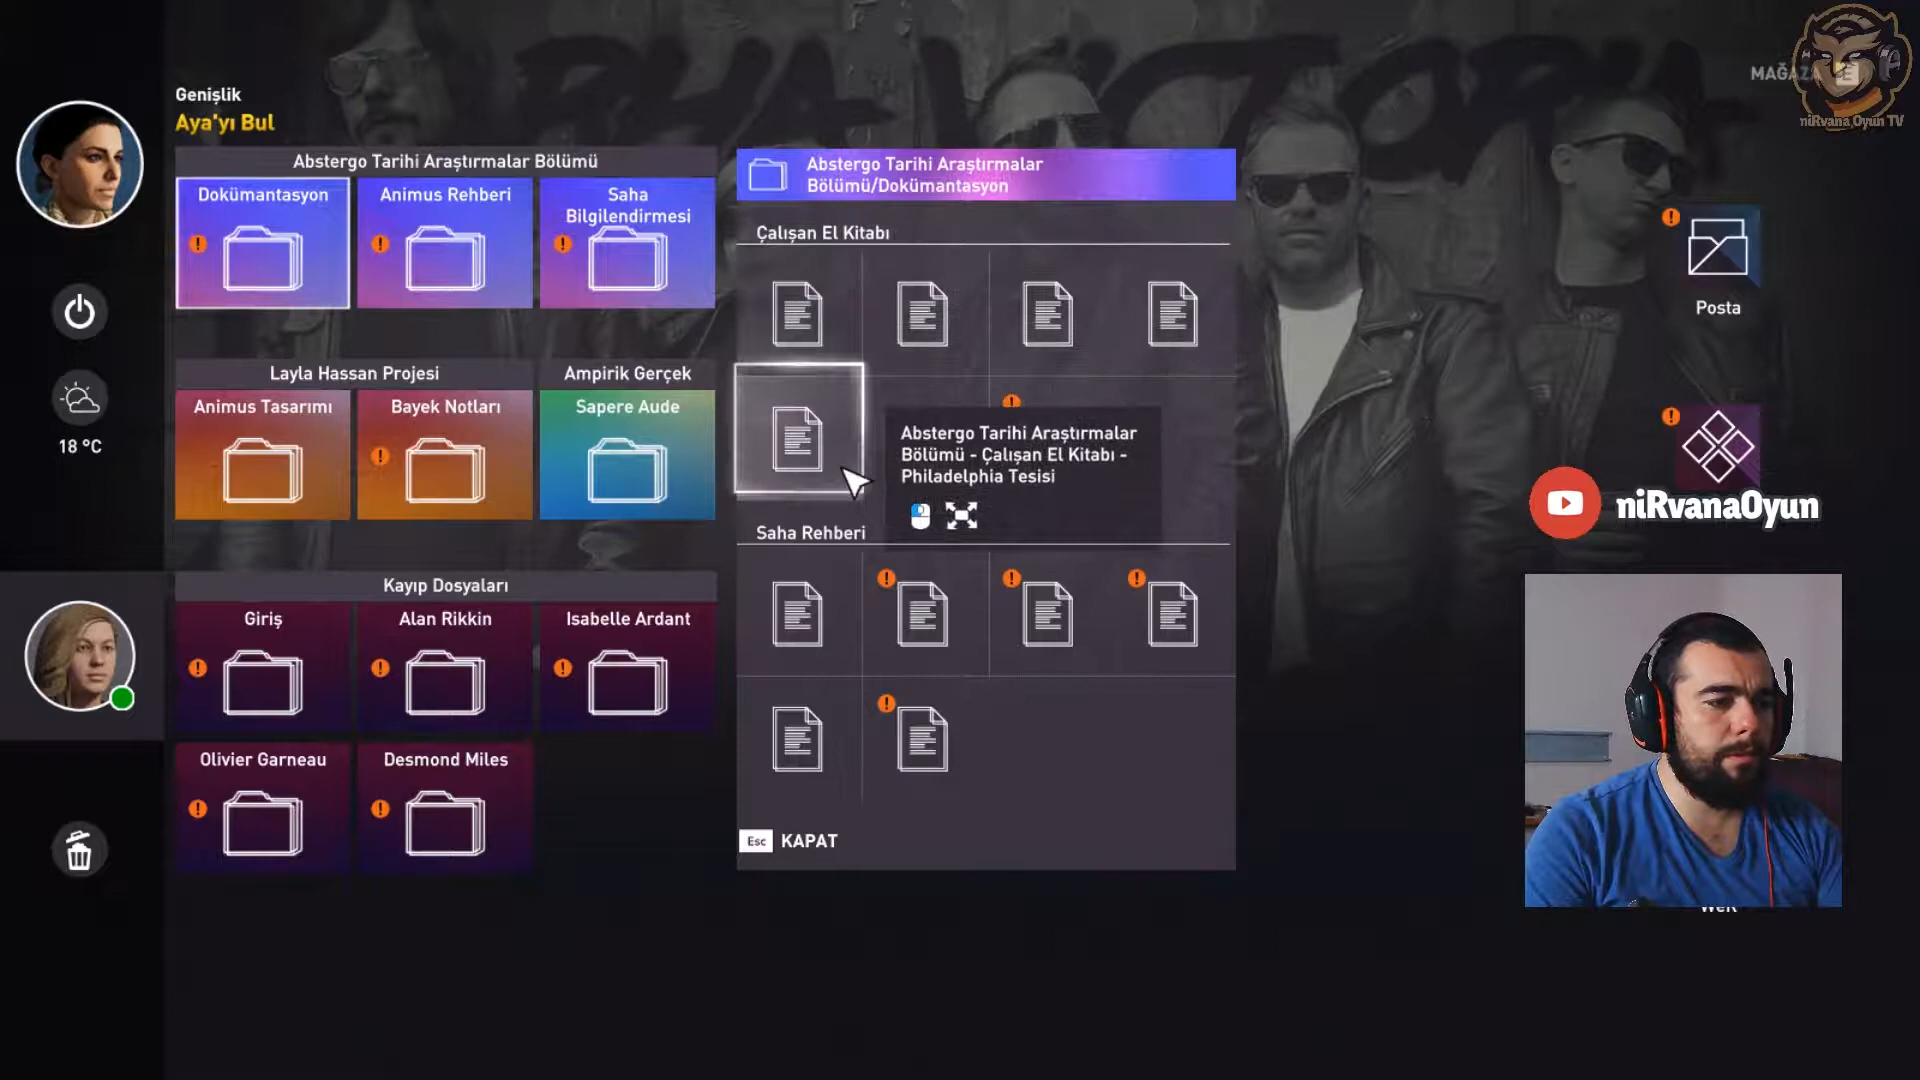 Genişlik
Aya'yı Bul
Abstergo Tarihi Araştırmalar Bölümü
Dokümantasyon
Animus Rehberi
Saha
Bilgilendirmesi
18 °C
Layla Hassan Projesi
Ampirik Gerçek
Animus Tasarımı
Bayek Notları
Sapere Aude
Kayıp Dosyaları
Giriş
Alan Rikkin
Isabelle Ardant
Olivier Garneau
Desmond Miles
Abstergo Tarihi Araştırmalar
Bölümü/Dokümantasyon
Çalışan El Kitabı
Abstergo Tarihi Araştırmalar
Bölümü - Çalışan El Kitabı -
Philadelphia Tesisi
Saha Rehberi
Esc KAPAT
niRvana Oyun TV
Posta
niRvanaOyun